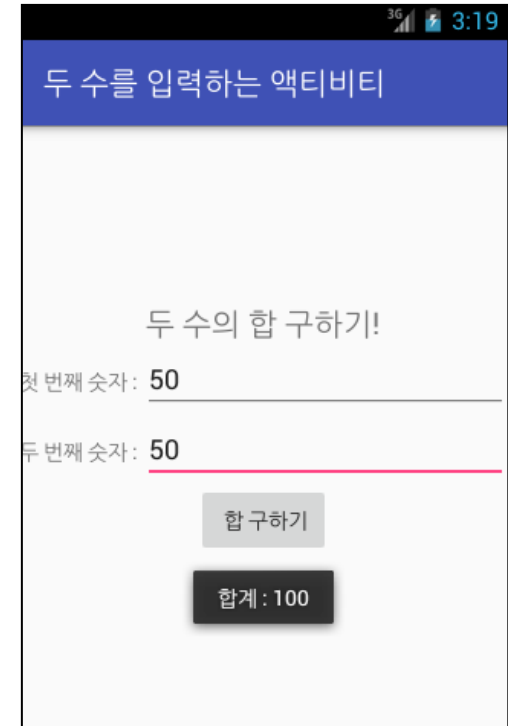 3G 3:19
두 수를 입력하는 액티비티
두 수의 합 구하기!
첫 번째 숫자 : 50
두 번째 숫자 : 50
합 구하기
합계 : 100